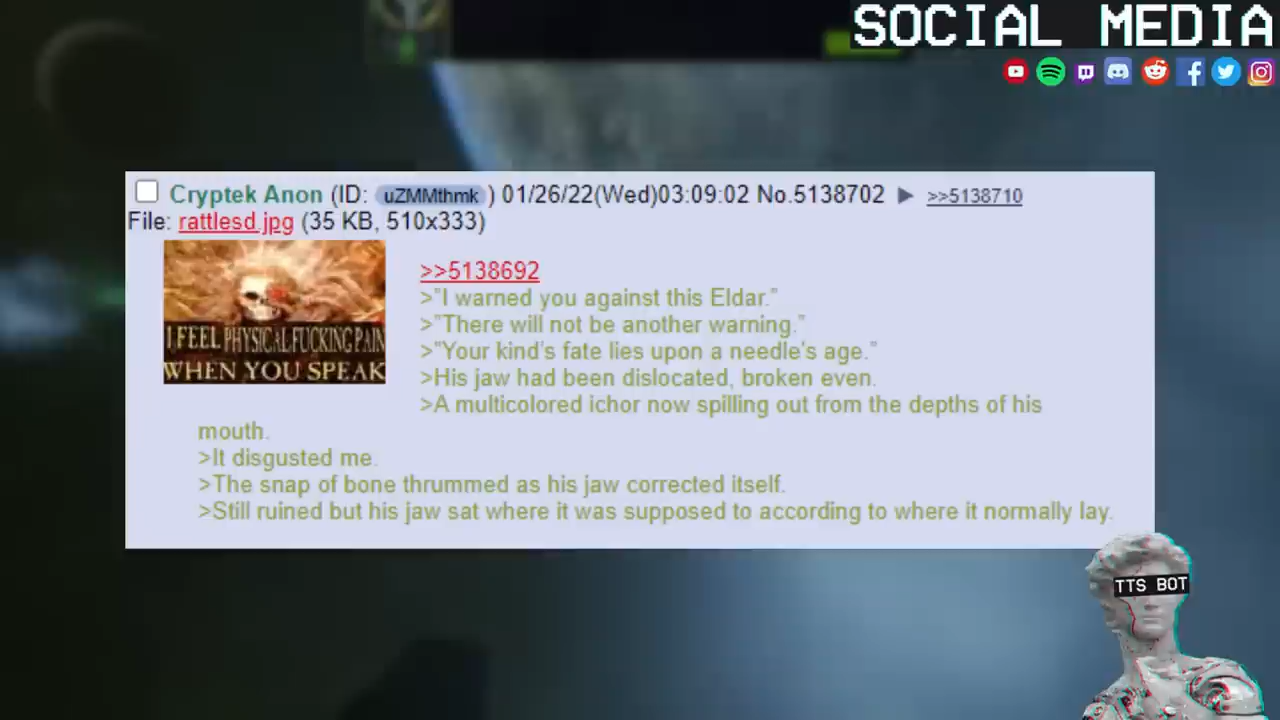 SOCIAL MEDIA
Cryptek Anon (ID: uZMMthmk ) 01/26/22(Wed)03:09:02 No.5138702 ▶ >>5138710
File: rattlesd.jpg (35 KB, 510x333)
I FEEL PHYSICAL FUCKING PAIN
WHEN YOU SPEAK
>>5138692
>"I warned you against this Eldar."
>"There will not be another warning."
>"Your kind's fate lies upon a needle's age."
>His jaw had been dislocated, broken even.
>A multicolored ichor now spilling out from the depths of his
mouth.
>It disgusted me.
>The snap of bone thrummed as his jaw corrected itself.
>Still ruined but his jaw sat where it was supposed to according to where it normally lay.
TTS BOT